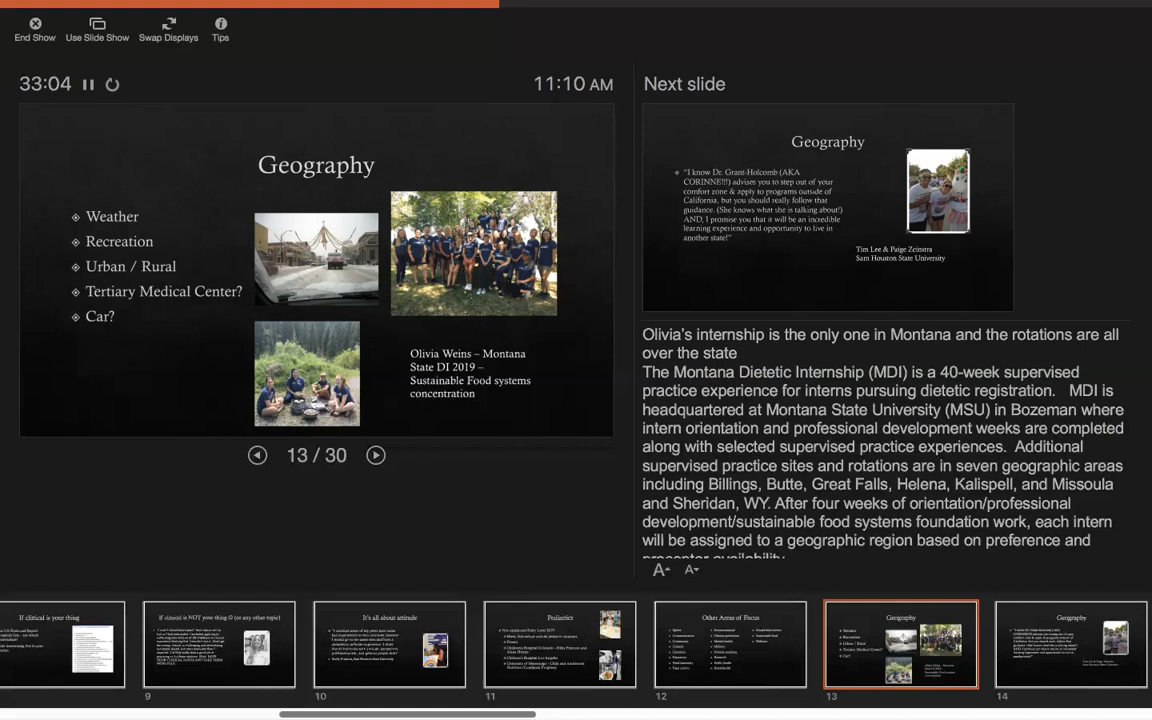 End Show
Use Slide Show
Swap Displays
Tips
33:04
11:10 AM
Geography
Weather
Recreation
Urban / Rural
Tertiary Medical Center?
Car?
Olivia Weins – Montana
State DI 2019 –
Sustainable Food systems
concentration
13 / 30
Next slide
Geography
"I know Dr. Grant-Holcomb (AKA
CORINNE!!!) advises you to step out of your
comfort zone & apply to programs outside of
California, but you should really follow that
guidance. (She knows what she is talking about!)
AND, I promise you that it will be an incredible
learning experience and opportunity to live in
another state!"
Tim Lee & Paige Zeinstra
Sam Houston State University
Olivia's internship is the only one in Montana and the rotations are all
over the state
The Montana Dietetic Internship (MDI) is a 40-week supervised
practice experience for interns pursuing dietetic registration. MDI is
headquartered at Montana State University (MSU) in Bozeman where
intern orientation and professional development weeks are completed
along with selected supervised practice experiences. Additional
supervised practice sites and rotations are in seven geographic areas
including Billings, Butte, Great Falls, Helena, Kalispell, and Missoula
and Sheridan, WY. After four weeks of orientation/professional
development/sustainable food systems foundation work, each intern
will be assigned to a geographic region based on preference and
A A
If clinical is your thing
If clinical is NOT your thing
(or any other topic)
9
It's all about attitude
10
Pediatrics
11
Other Areas of Focus
12
Geography
Weather
Recreation
Urban / Rural
Tertiary Medical Center?
Car?
13
Geography
14